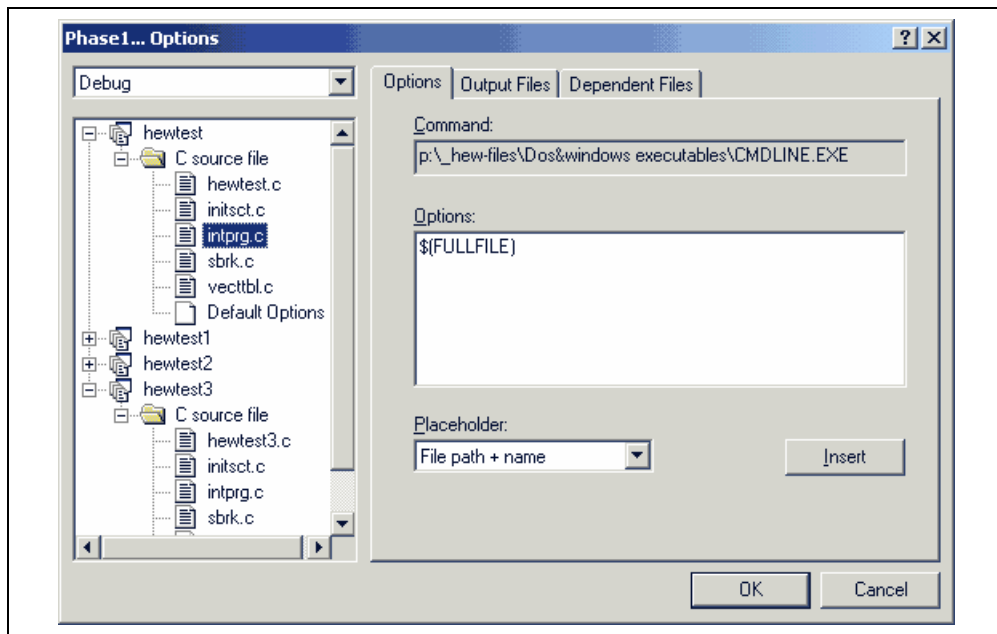 Phase1... Options
Debug
hewtest
C source file
hewtest.c
initsct.c
intprg.c
sbrk.c
vecttbl.c
Default Options
hewtest1
hewtest2
hewtest3
C source file
hewtest3.c
initsct.c
intprg.c
sbrk.c
Options
Output Files
Dependent Files
Command:
p:\_hew-files\Dos&windows executables\CMDLINE.EXE
Options:
$(FULLFILE)
Placeholder:
File path + name
Insert
OK
Cancel